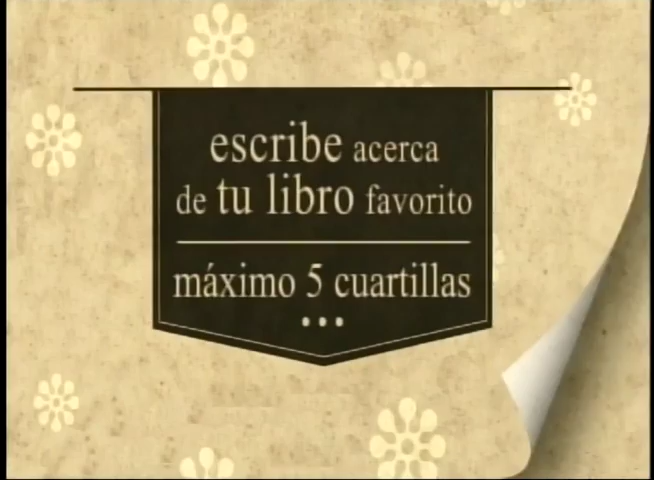 escribe acerca
de tu libro favorito
máximo 5 cuartillas
...